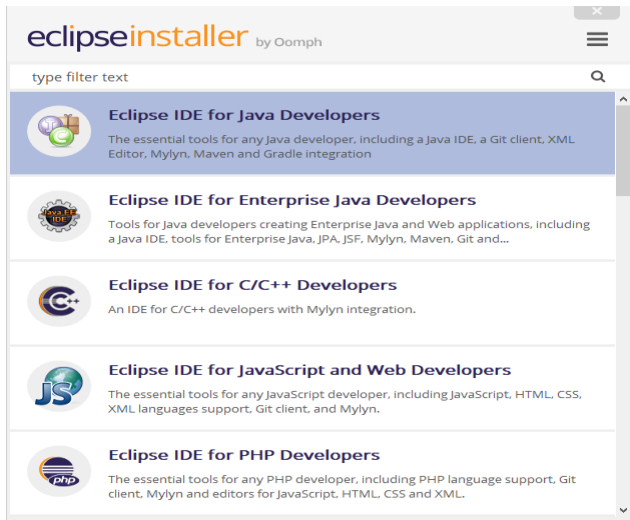 eclipseinstaller by Oomph
type filter text
Eclipse IDE for Java Developers
The essential tools for any Java developer, including a Java IDE, a Git client, XML
Editor, Mylyn, Maven and Gradle integration
Java EE
IDE
Eclipse IDE for Enterprise Java Developers
Tools for Java developers creating Enterprise Java and Web applications, including
a Java IDE, tools for Enterprise Java, JPA, JSF, Mylyn, Maven, Git and...
C++
Eclipse IDE for C/C++ Developers
An IDE for C/C++ developers with Mylyn integration.
JS
Eclipse IDE for JavaScript and Web Developers
The essential tools for any JavaScript developer, including JavaScript, HTML, CSS,
XML languages support, Git client, and Mylyn.
php
Eclipse IDE for PHP Developers
The essential tools for any PHP developer, including PHP language support, Git
client, Mylyn and editors for JavaScript, HTML, CSS and XML.